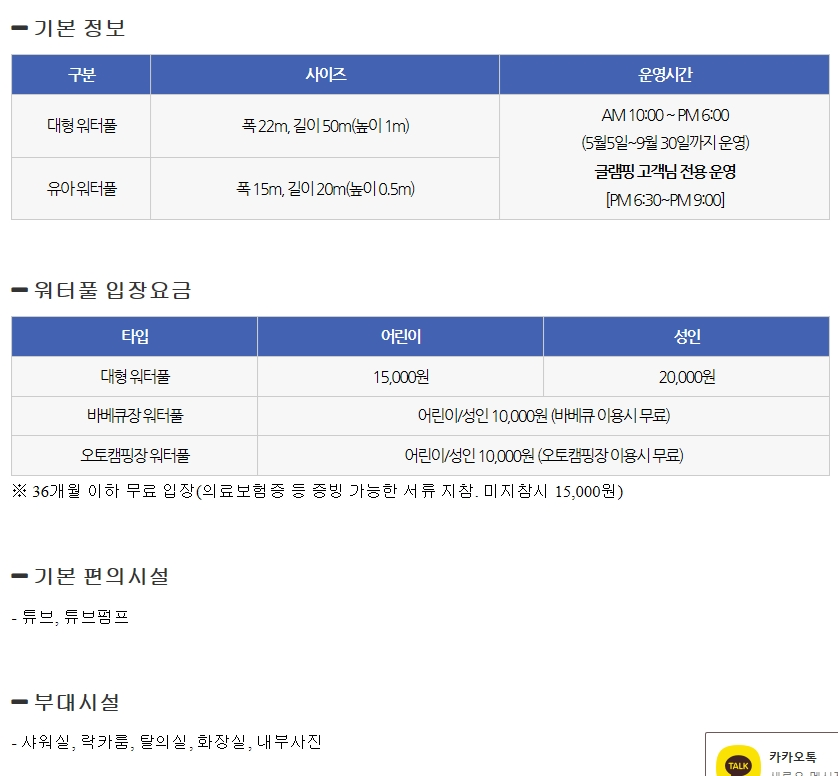 기본 정보
구분 사이즈 운영시간
대형 워터풀 폭 22m, 길이 50m(높이 1m)
유아 워터풀 폭 15m, 길이 20m(높이 0.5m)
AM 10:00 ~ PM 6:00
(5월5일~9월 30일까지 운영)
글램핑 고객님 전용 운영
[PM 6:30~PM 9:00]
워터풀 입장요금
타입 어린이 성인
대형 워터풀 15,000원 20,000원
바베큐장 워터풀 어린이/성인 10,000원 (바베큐 이용시 무료)
오토캠핑장 워터풀 어린이/성인 10,000원 (오토캠핑장 이용시 무료)
※ 36개월 이하 무료 입장(의료보험증 등 증빙 가능한 서류 지참. 미지참시 15,000원)
기본 편의시설
- 튜브, 튜브펌프
부대시설
- 샤워실, 락카룸, 탈의실, 화장실, 내부사진
TALK 카카오톡